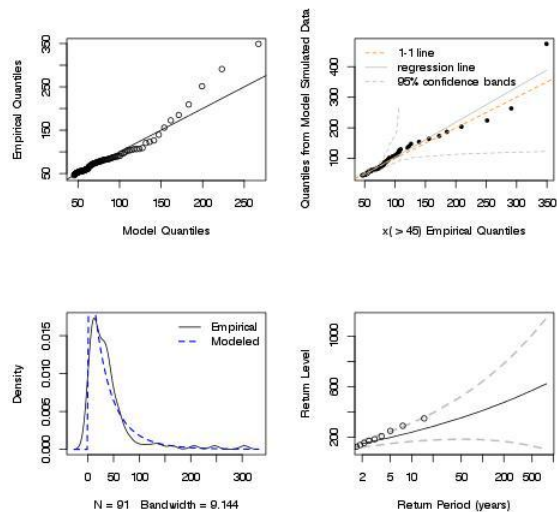 Empirical Quantiles
50
150
250
350
50
100
150
200
250
Model Quantiles
Quantiles from Model Simulated Data
100
200
300
400
1-1 line
regression line
95% confidence bands
50
100
150
200
250
300
350
x( > 45) Empirical Quantiles
Density
0.000
0.005
0.010
0.015
Empirical
Modeled
0
50
100
200
300
N = 91 Bandwidth = 9.144
Return Level
200
600
1000
2
5
10
50
200
500
Return Period (years)